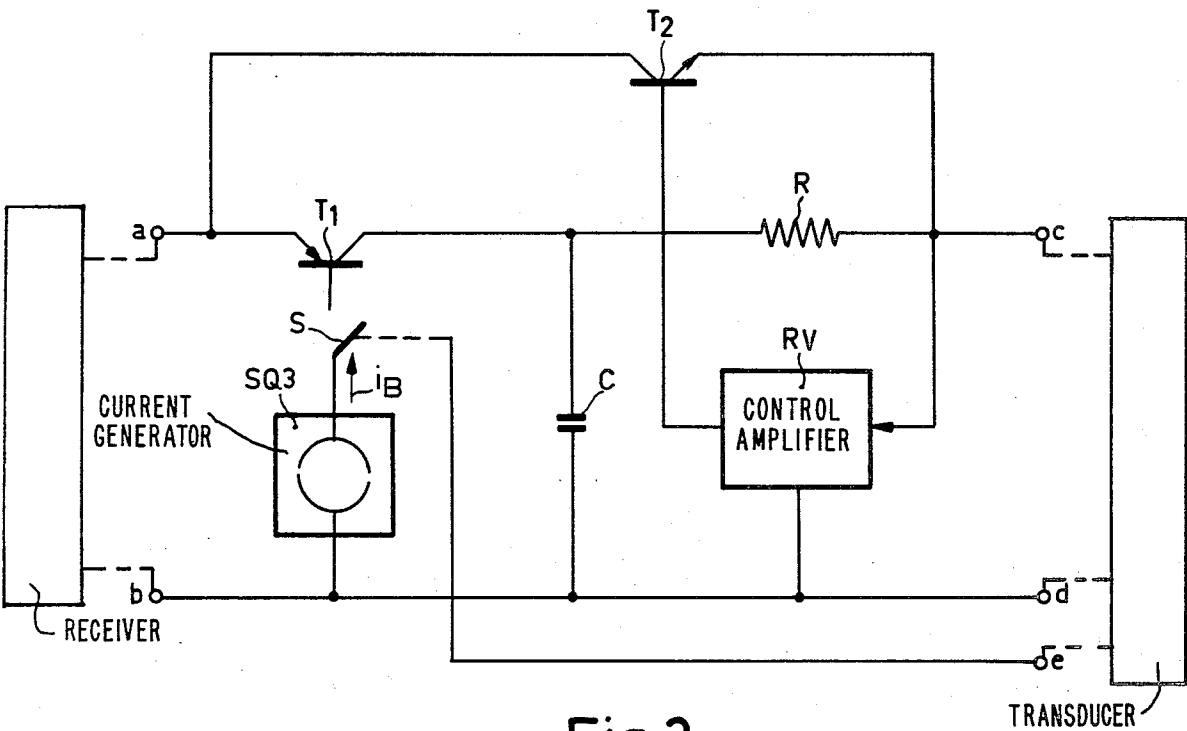 T2
R
a
T1
c
S
RV
iB
SQ3
C
CURRENT
GENERATOR
CONTROL
AMPLIFIER
b
d
RECEIVER
e
TRANSDUCER